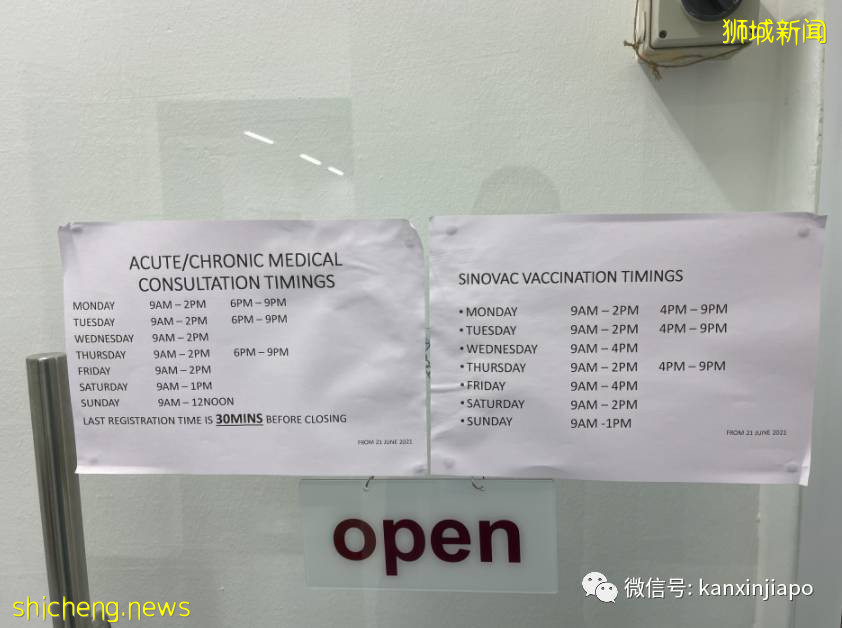 狮城新闻
ACUTE/CHRONIC MEDICAL
CONSULTATION TIMINGS
MONDAY 9AM – 2PM 6PM – 9PM
TUESDAY 9AM – 2PM 6PM – 9PM
WEDNESDAY 9AM – 2PM
THURSDAY 9AM – 2PM 6PM – 9PM
FRIDAY 9AM – 2PM
SATURDAY 9AM – 1PM
SUNDAY 9AM – 12NOON
LAST REGISTRATION TIME IS 30MINS BEFORE CLOSING
FROM 21 JUNE 2021
SINOVAC VACCINATION TIMINGS
• MONDAY 9AM – 2PM 4PM – 9PM
• TUESDAY 9AM – 2PM 4PM – 9PM
• WEDNESDAY 9AM – 4PM
• THURSDAY 9AM – 2PM 4PM – 9PM
• FRIDAY 9AM – 4PM
• SATURDAY 9AM – 2PM
• SUNDAY 9AM -1PM
FROM 21 JUNE 2021
open
微信号: kanxinjiapo
shicheng.news